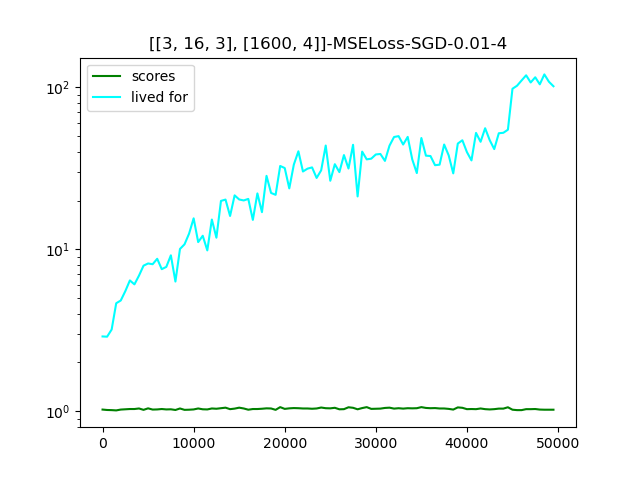 [[3, 16, 3], [1600, 4]]-MSELoss-SGD-0.01-4
scores
lived for
10²
10¹
10⁰
0 10000 20000 30000 40000 50000